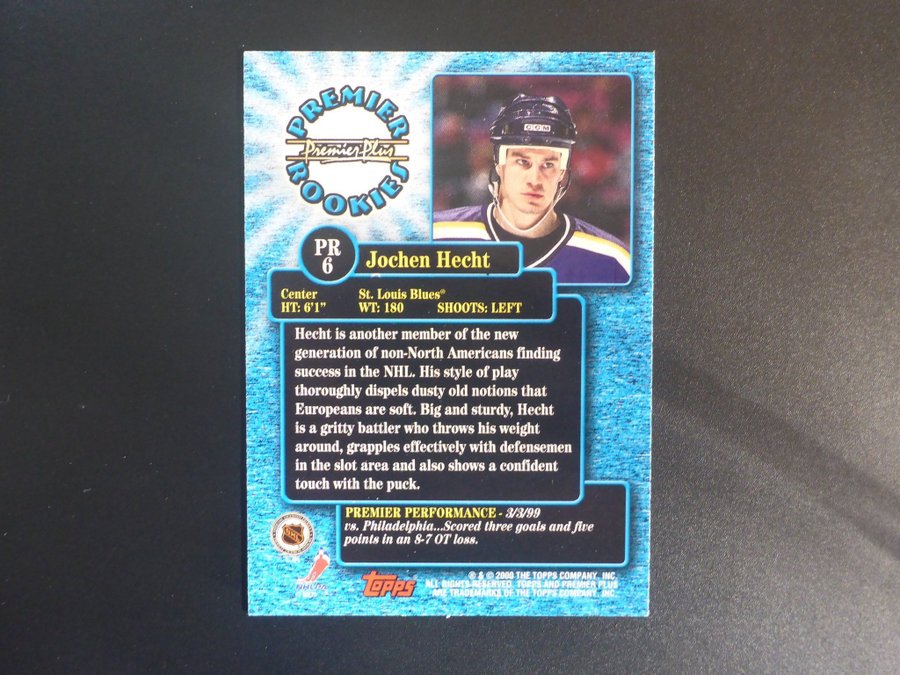 PREMIER
Premier Plus
ROOKIES
CCM
PR
6
Jochen Hecht
Center St. Louis Blues®
HT: 6'1" WT: 180 SHOOTS: LEFT
Hecht is another member of the new
generation of non-North Americans finding
success in the NHL. His style of play
thoroughly dispels dusty old notions that
Europeans are soft. Big and sturdy, Hecht
is a gritty battler who throws his weight
around, grapples effectively with defensemen
in the slot area and also shows a confident
touch with the puck.
PREMIER PERFORMANCE - 3/3/99
vs. Philadelphia...Scored three goals and five
points in an 8-7 OT loss.
NHL
NHLPA
topps
® & © 2000 THE TOPPS COMPANY, INC.
ALL RIGHTS RESERVED. TOPPS AND PREMIER PLUS
ARE TRADEMARKS OF THE TOPPS COMPANY, INC.